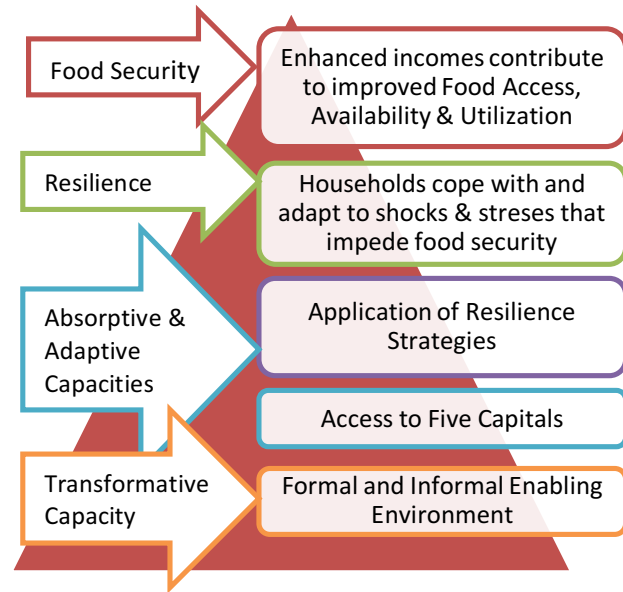 Food Security
Enhanced incomes contribute
to improved Food Access,
Availability & Utilization
Resilience
Households cope with and
adapt to shocks & streses that
impede food security
Absorptive &
Adaptive
Capacities
Application of Resilience
Strategies
Access to Five Capitals
Transformative
Capacity
Formal and Informal Enabling
Environment